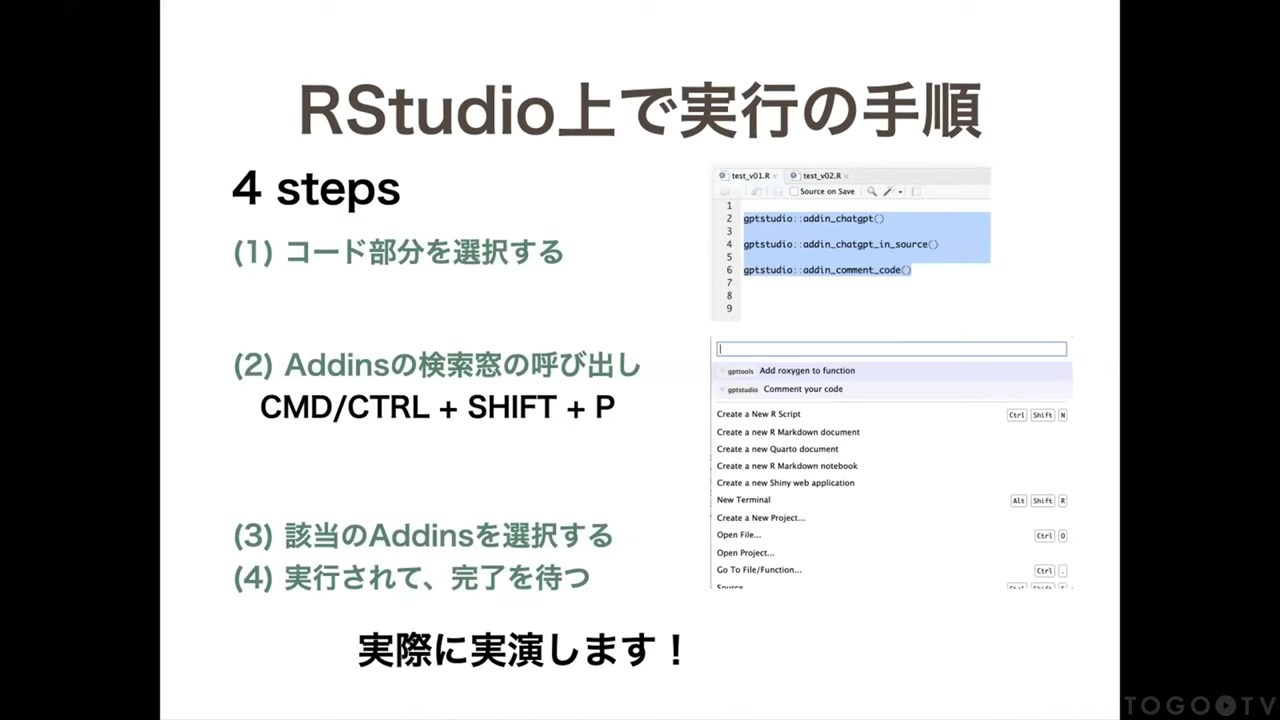 RStudio上で実行の手順
4 steps
(1) コード部分を選択する
(2) Addinsの検索窓の呼び出し
CMD/CTRL + SHIFT + P
(3) 該当のAddinsを選択する
(4) 実行されて、完了を待つ
実際に実演します！
test_v01.R × test_v02.R ×
Source on Save
1
2 gptstudio::addin_chatgpt()
3
4 gptstudio::addin_chatgpt_in_source()
5
6 gptstudio::addin_comment_code()
7
8
9
gpttools Add roxygen to function
gptstudio Comment your code
Create a New R Script Ctrl Shift N
Create a new R Markdown document
Create a new Quarto document
Create a new R Markdown notebook
Create a new Shiny web application
New Terminal Alt Shift R
Create a New Project...
Open File... Ctrl O
Open Project...
Go To File/Function... Ctrl .
TOGO TV